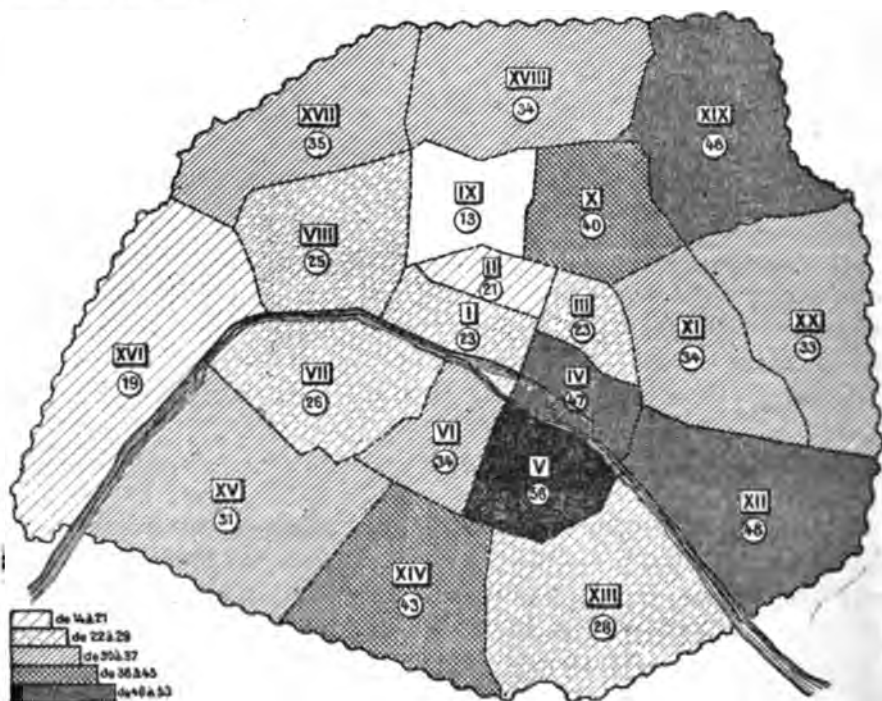 XVII
35
XVIII
34
XIX
46
IX
13
X
40
VIII
25
II
21
I
23
III
23
XI
34
XX
33
XVI
19
VII
26
IV
47
VI
34
V
XV
31
XII
48
XIV
43
XIII
28
de 14 à 21
de 22 à 29
de 30 à 37
de 38 à 45
de 46 à 53